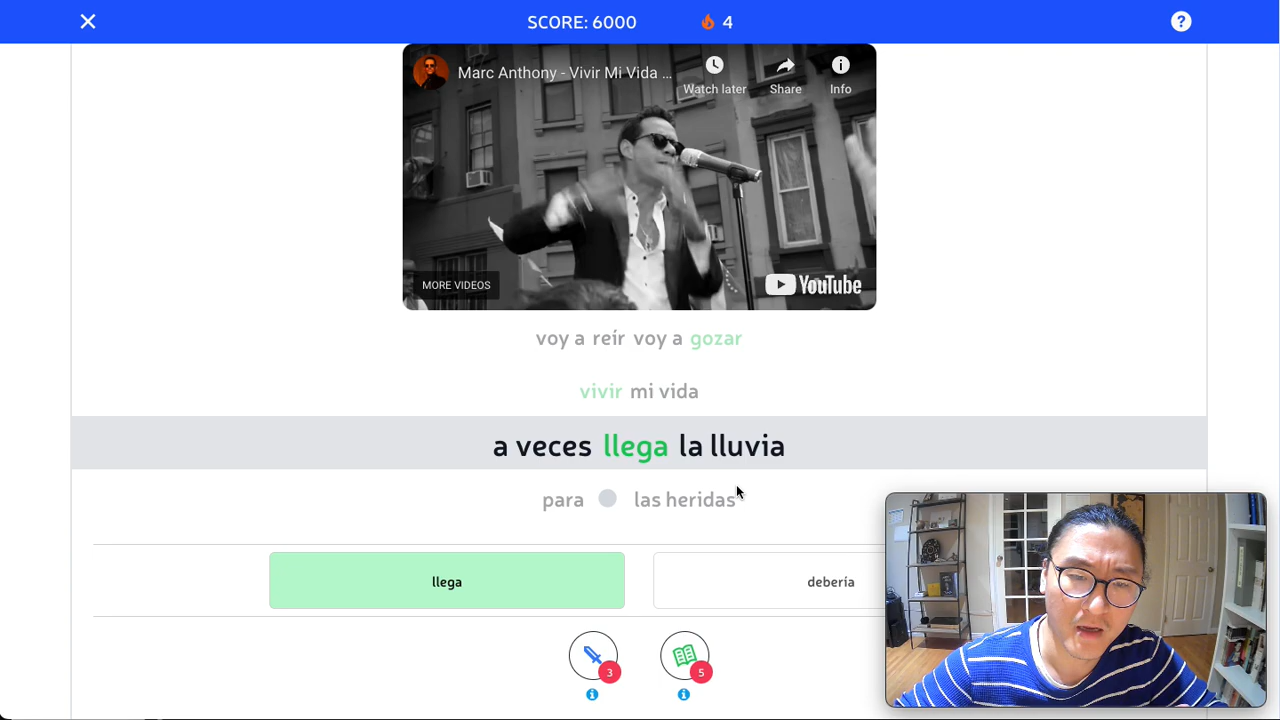 SCORE: 6000
4
?
Marc Anthony - Vivir Mi Vida ...
Watch later
Share
Info
MORE VIDEOS
YouTube
voy a reír voy a gozar
vivir mi vida
a veces llega la lluvia
para las heridas
llega
debería
3
5